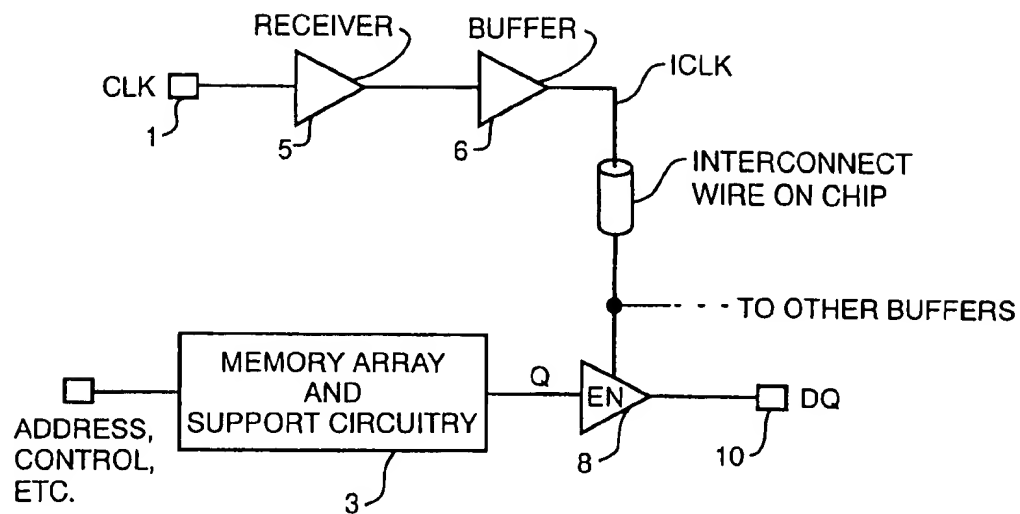 RECEIVER
BUFFER
CLK
ICLK
1
5
6
INTERCONNECT
WIRE ON CHIP
TO OTHER BUFFERS
MEMORY ARRAY
AND
SUPPORT CIRCUITRY
Q
EN
DQ
ADDRESS,
CONTROL,
ETC.
3
8
10